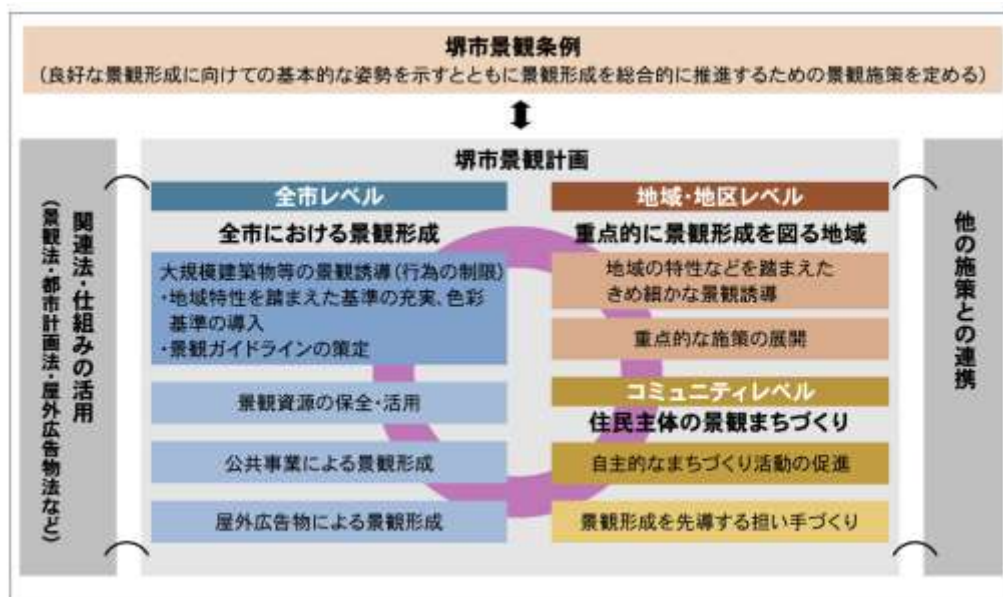 堺市景観条例
(良好な景観形成に向けての基本的な姿勢を示すとともに景観形成を総合的に推進するための景観施策を定める)
関連法・仕組みの活用
(景観法・都市計画法・屋外広告物法など)
堺市景観計画
全市レベル
全市における景観形成
大規模建築物等の景観誘導(行為の制限)
・地域特性を踏まえた基準の充実、色彩
基準の導入
・景観ガイドラインの策定
景観資源の保全・活用
公共事業による景観形成
屋外広告物による景観形成
地域・地区レベル
重点的に景観形成を図る地域
地域の特性などを踏まえた
きめ細かな景観誘導
重点的な施策の展開
コミュニティレベル
住民主体の景観まちづくり
自主的なまちづくり活動の促進
景観形成を先導する担い手づくり
他の施策との連携